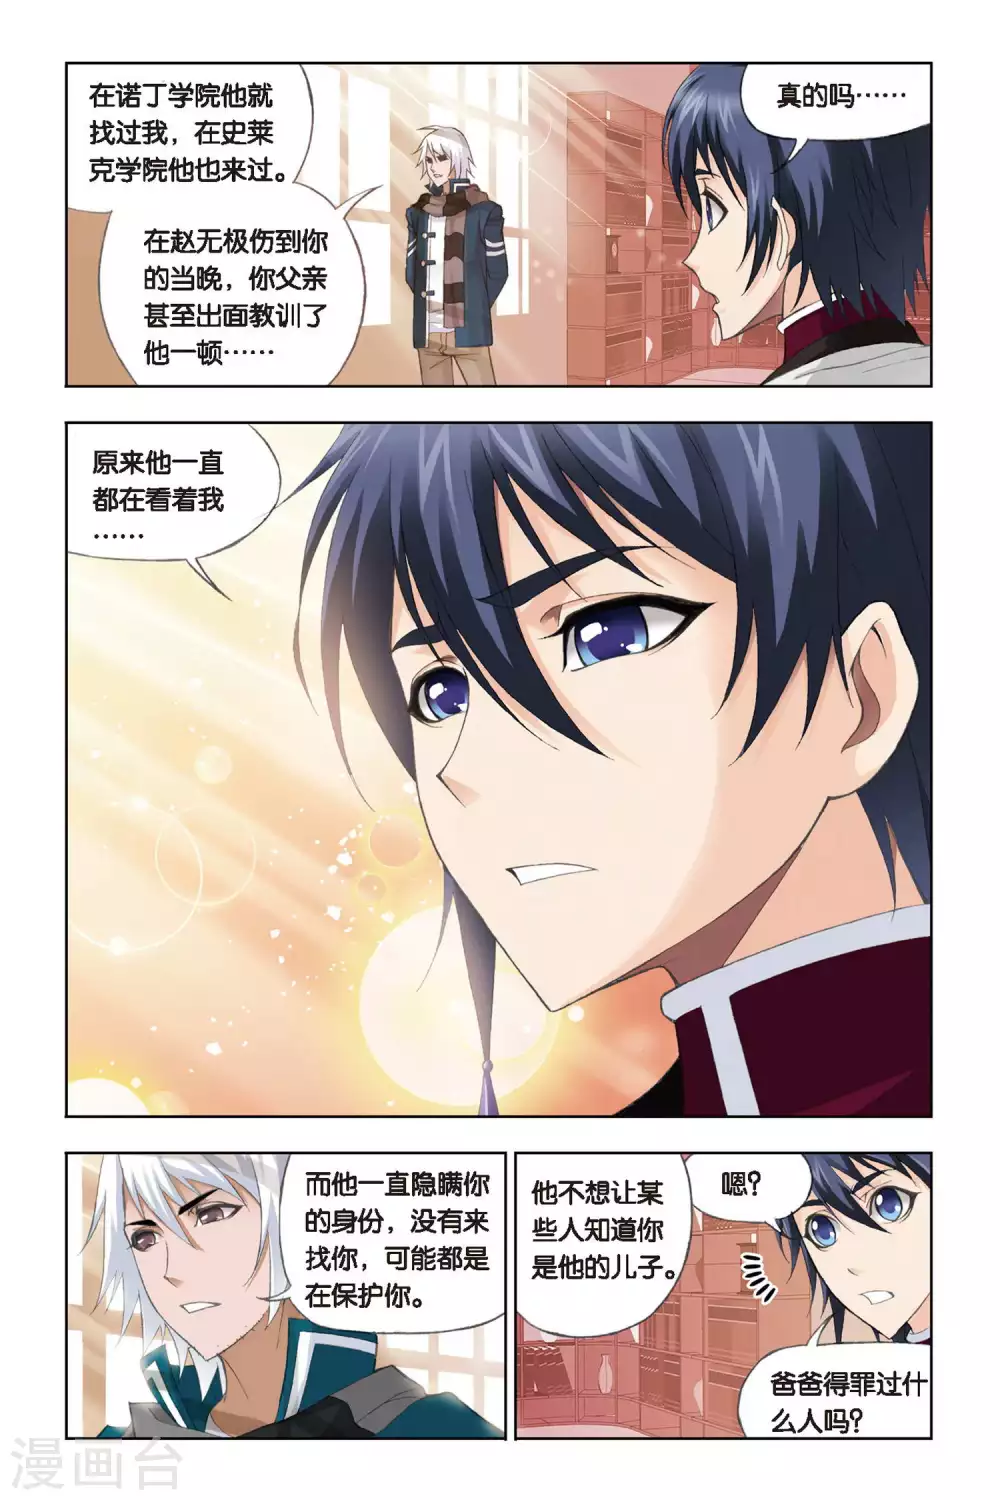 在诺丁学院他就
找过我，在史莱
克学院他也来过。
在赵无极伤到你
的当晚，你父亲
甚至出面教训了
他一顿……
真的吗……
原来他一直
都在看着我
……
而他一直隐瞒你
的身份，没有来
找你，可能都是
在保护你。
他不想让某
些人知道你
是他的儿子。
嗯？
爸爸得罪过什
么人吗？
漫画台